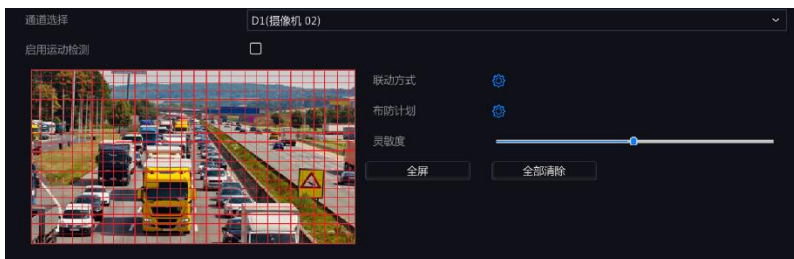 通道选择 D1(摄像机 02)
启用运动检测
联动方式
布防计划
灵敏度
全屏 全部清除